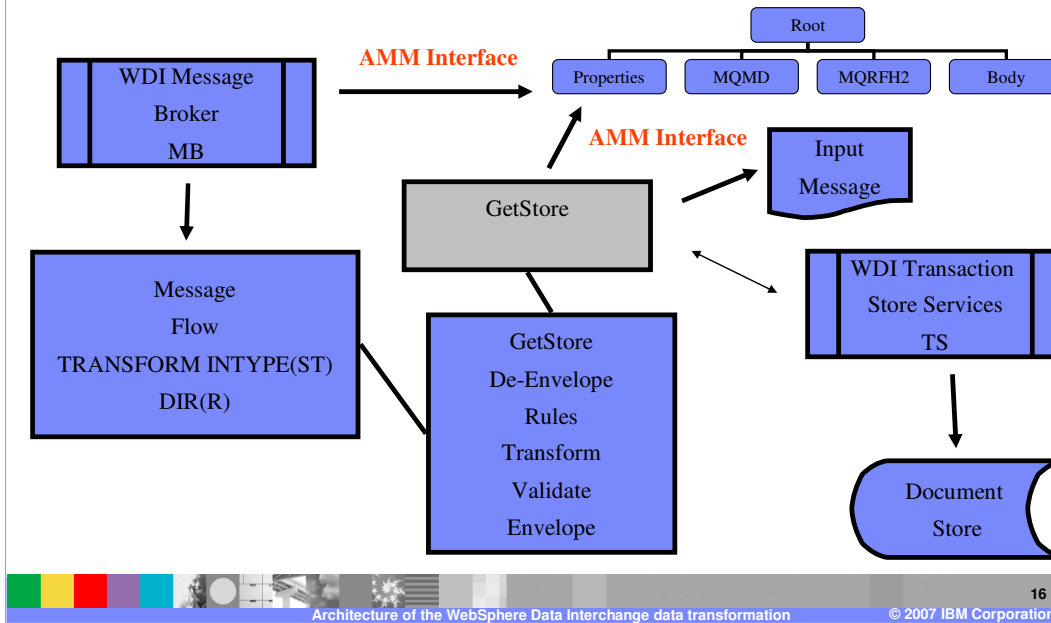 Root
Properties
MQMD
MQRFH2
Body
AMM Interface
WDI Message
Broker
MB
AMM Interface
Input
Message
GetStore
WDI Transaction
Store Services
TS
Message
Flow
TRANSFORM INTYPE(ST)
DIR(R)
GetStore
De-Envelope
Rules
Transform
Validate
Envelope
Document
Store
16
Architecture of the WebSphere Data Interchange data transformation
© 2007 IBM Corporation